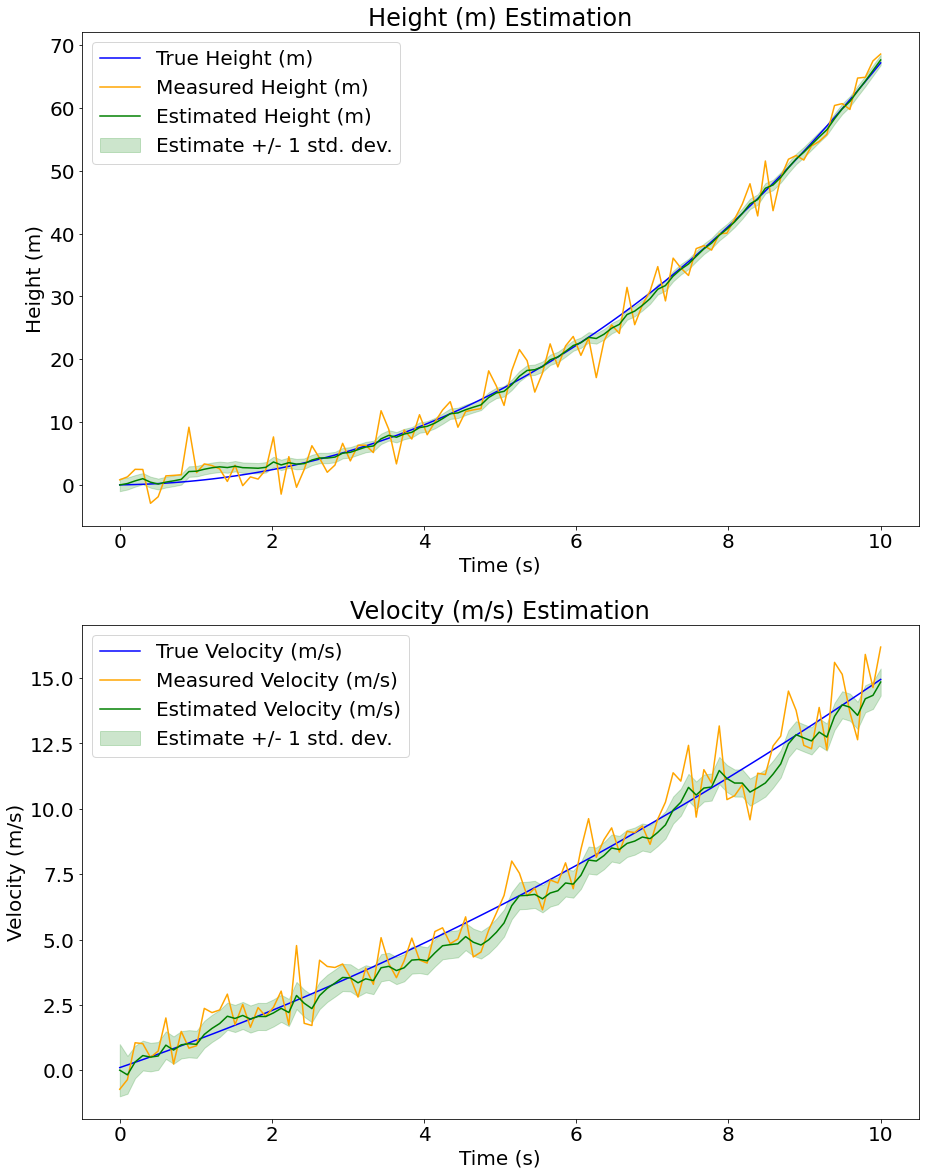 Height (m) Estimation
True Height (m)
Measured Height (m)
Estimated Height (m)
Estimate +/- 1 std. dev.
Height (m)
70
60
50
40
30
20
10
0
0 2 4 6 8 10
Time (s)
Velocity (m/s) Estimation
True Velocity (m/s)
Measured Velocity (m/s)
Estimated Velocity (m/s)
Estimate +/- 1 std. dev.
Velocity (m/s)
15.0
12.5
10.0
7.5
5.0
2.5
0.0
0 2 4 6 8 10
Time (s)